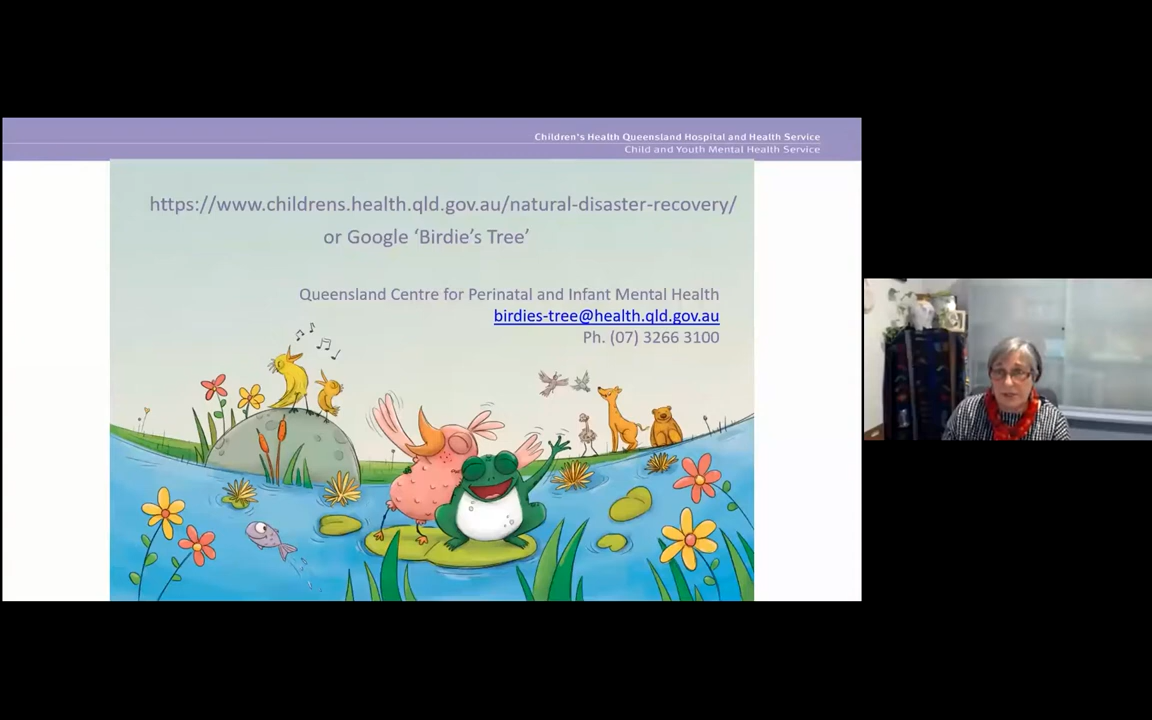 Children's Health Queensland Hospital and Health Service
Child and Youth Mental Health Service
https://www.childrens.health.qld.gov.au/natural-disaster-recovery/
or Google ‘Birdie’s Tree’
Queensland Centre for Perinatal and Infant Mental Health
birdies-tree@health.qld.gov.au
Ph. (07) 3266 3100